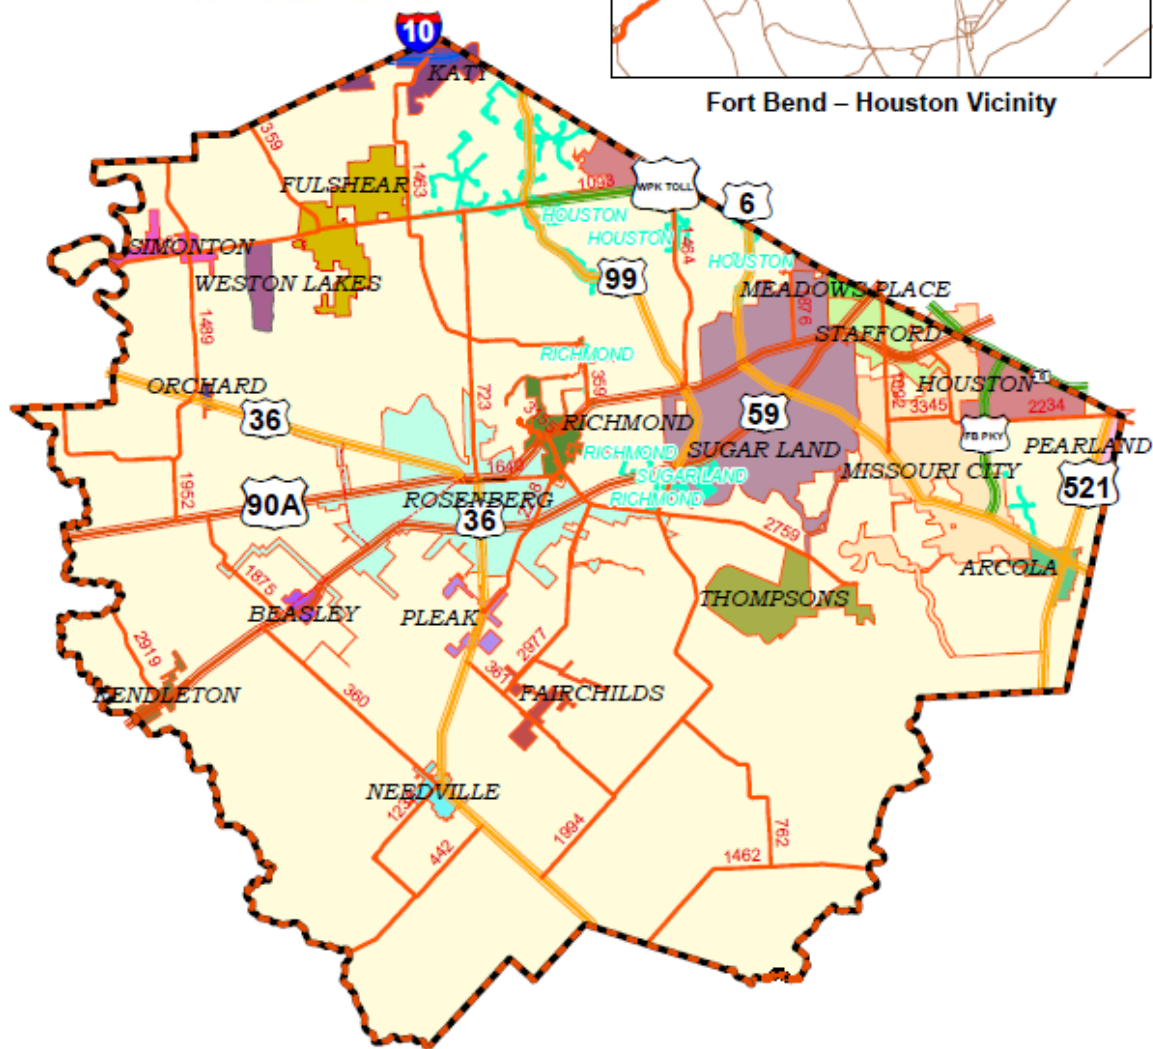 10
KATY
Fort Bend – Houston Vicinity
359
FULSHEAR
1463
1093
WPK TOLL
6
HOUSTON
HOUSTON
1464
HOUSTON
SIMONTON
WESTON LAKES
99
MEADOWS PLACE
876
STAFFORD
1489
RICHMOND
ORCHARD
36
723
359
HOUSTON
1092
3345
2234
RICHMOND
59
FB PKY
PEARLAND
SUGAR LAND
MISSOURI CITY
RICHMOND
1640
SUGAR LAND
RICHMOND
521
1952
90A
ROSENBERG
36
2759
ARCOLA
1875
BEASLEY
PLEAK
THOMPSONS
2919
2977
361
KENDLETON
360
FAIRCHILDS
NEEDVILLE
442
1994
762
1462